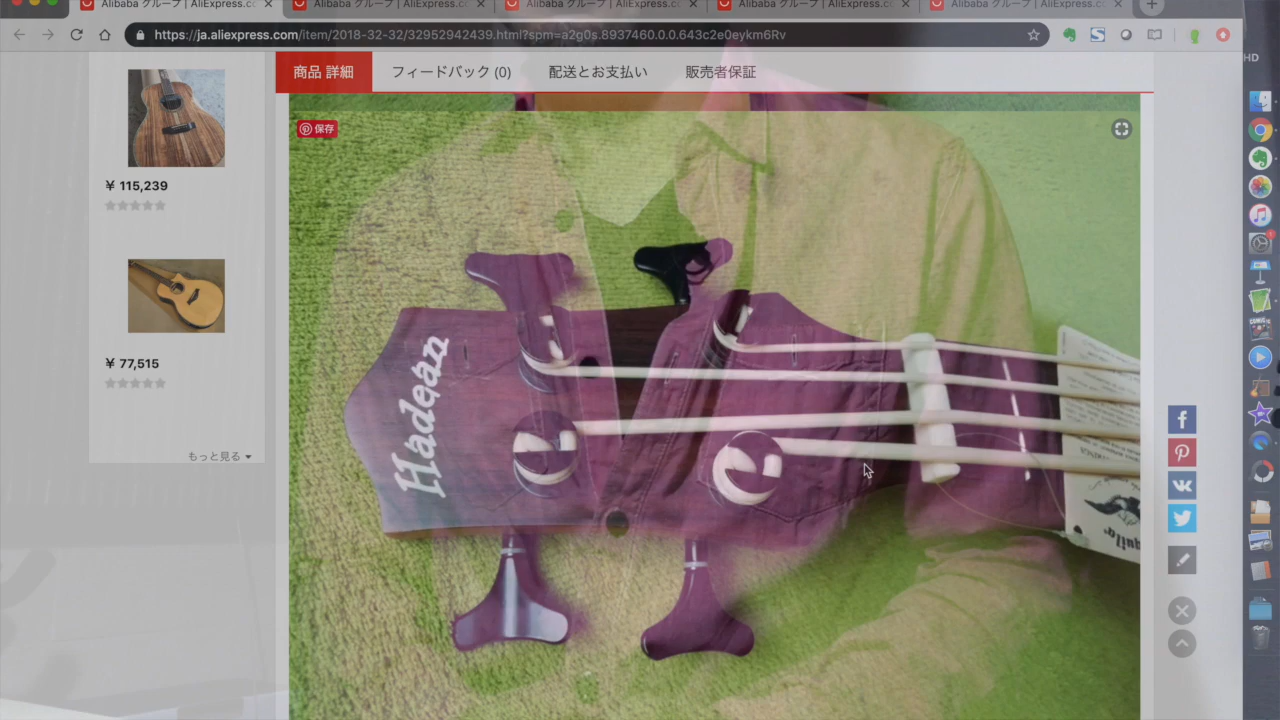 Alibaba グループ | AliExpress.co
Alibaba グループ | AliExpress.co
Alibaba グループ | AliExpress.co
Alibaba グループ | AliExpress.co
Alibaba グループ | AliExpress.c
https://ja.aliexpress.com/item/2018-32-32/32952942439.html?spm=a2g0s.8937460.0.0.643c2e0eykm6Rv
HD
商品 詳細
フィードバック (0)
配送とお支払い
販売者保証
保存
¥ 115,239
¥ 77,515
もっと見る
Hadean